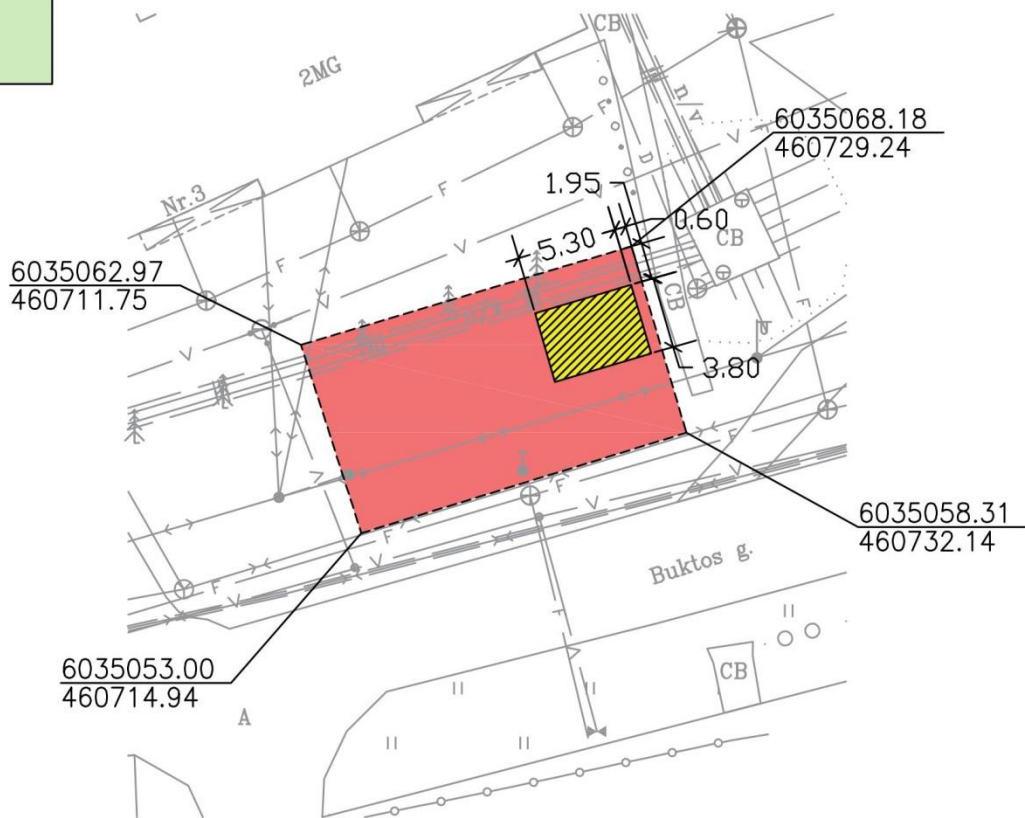 CB
2MG
n/v
6035068.18
460729.24
F
V
D
Nr.3
F
V
V
1.95
0.60
5.30
CB
6035062.97
460711.75
F
V
V
CB
F
3.80
V
F
F
V
F
V
6035058.31
460732.14
F
V
Buktos g.
6035053.00
460714.94
CB
A